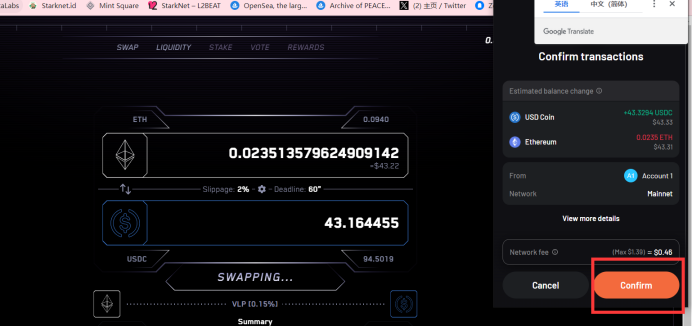 aLabs Starknet.id Mint Square StarkNet – L2BEAT OpenSea, the larg... Archive of PEACE... (2) 主页 / Twitter
英语 中文 (简体)
Google Translate
SWAP LIQUIDITY STAKE VOTE REWARDS
Confirm transactions
Estimated balance change
USD Coin +43.3294 USDC
$43.33
Ethereum 0.0235 ETH
$43.31
From A1 Account 1
Network Mainnet
View more details
Network fee (Max $1.39) ≈ $0.46
Cancel Confirm
ETH 0.0940
0.023513579624909142
≈$43.22
Slippage: 2% - Deadline: 60"
43.164455
USDC 94.5019
SWAPPING...
VLP [0.15%]
Summary